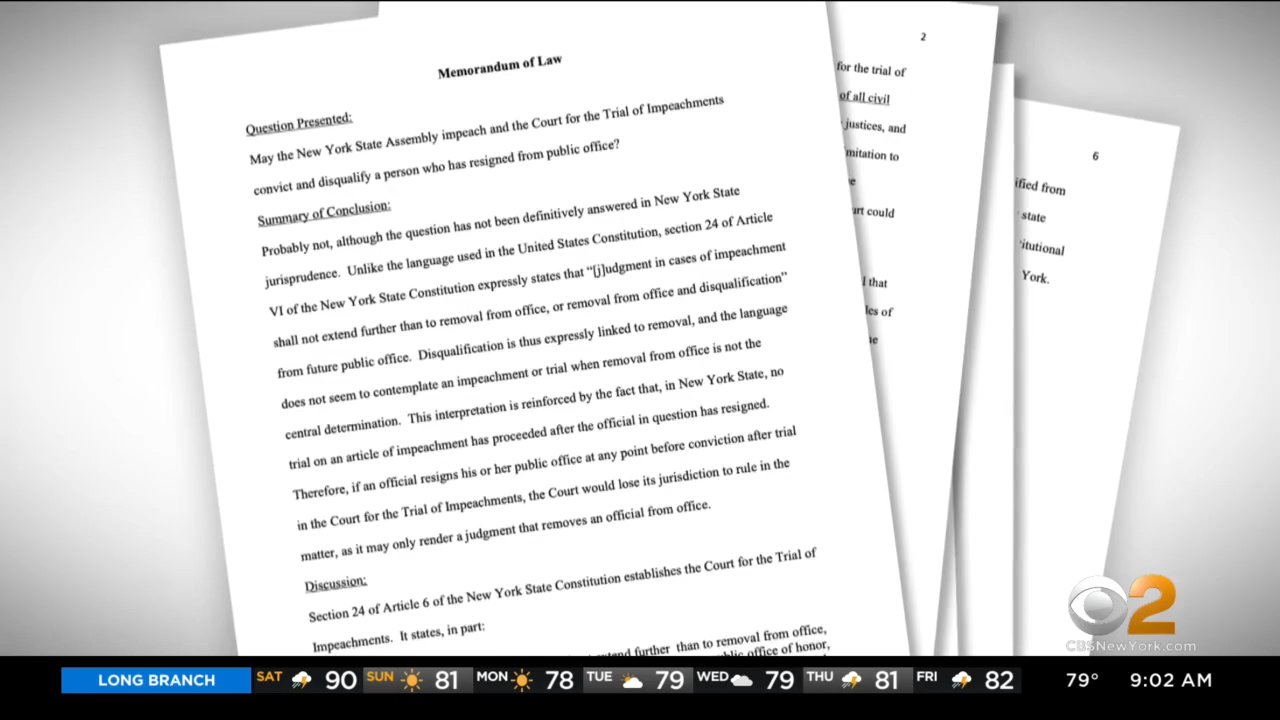 Memorandum of Law
Question Presented:
May the New York State Assembly impeach and the Court for the Trial of Impeachments
convict and disqualify a person who has resigned from public office?
Summary of Conclusion:
Probably not, although the question has not been definitively answered in New York State
jurisprudence. Unlike the language used in the United States Constitution, section 24 of Article
VI of the New York State Constitution expressly states that “[j]udgment in cases of impeachment
shall not extend further than to removal from office, or removal from office and disqualification”
from future public office. Disqualification is thus expressly linked to removal, and the language
does not seem to contemplate an impeachment or trial when removal from office is not the
central determination. This interpretation is reinforced by the fact that, in New York State, no
trial on an article of impeachment has proceeded after the official in question has resigned.
Therefore, if an official resigns his or her public office at any point before conviction after trial
in the Court for the Trial of Impeachments, the Court would lose its jurisdiction to rule in the
matter, as it may only render a judgment that removes an official from office.
Discussion:
Section 24 of Article 6 of the New York State Constitution establishes the Court for the Trial of
Impeachments. It states, in part:
further than to removal from office,
office of honor,
2
for the trial of
of all civil
justices, and
to
could
that
of
6
from
state
York.
CBS 2
CBSNewYork.com
LONG BRANCH SAT 90 SUN 81 MON 78 TUE 79 WED 79 THU 81 FRI 82 79° 9:02 AM